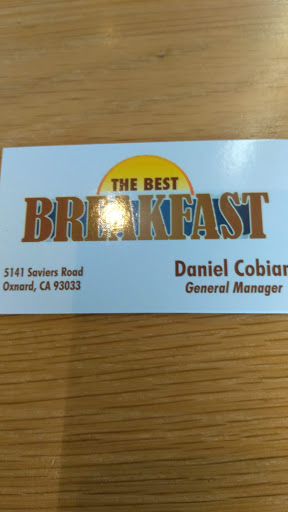 THE BEST
BREAKFAST
5141 Saviers Road
Oxnard, CA 93033
Daniel Cobian
General Manager